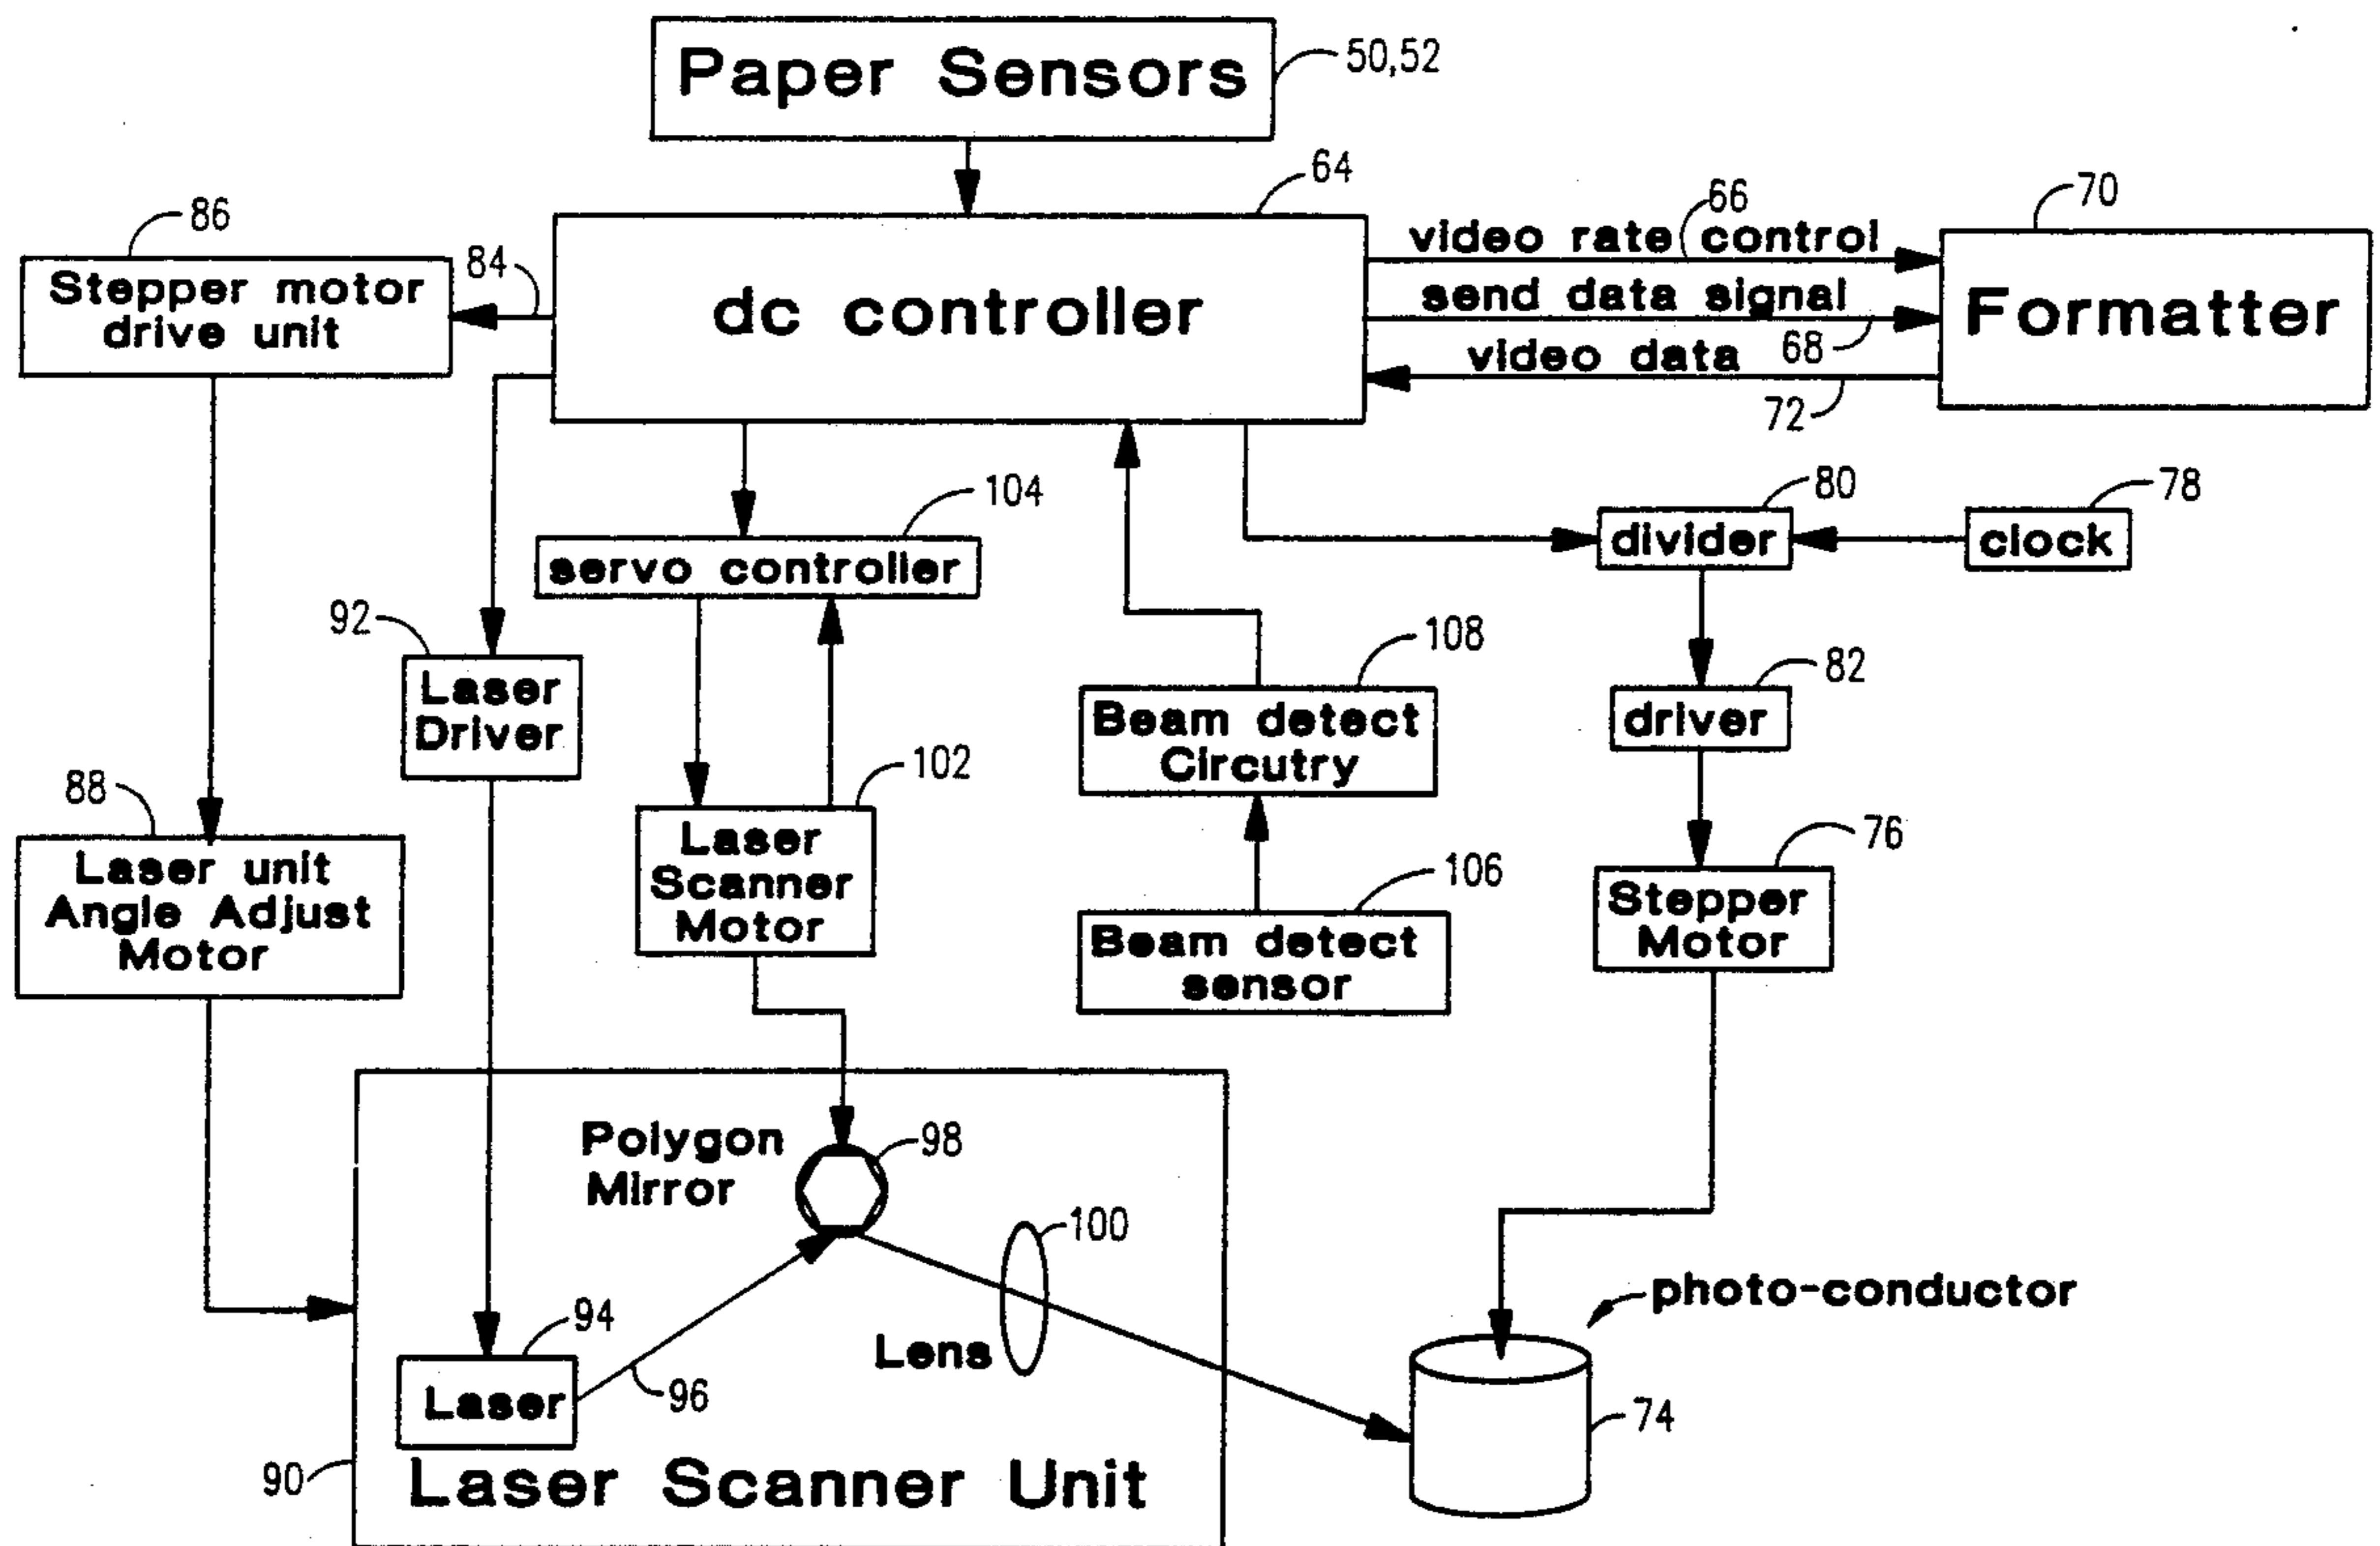 Paper Sensors
50,52
64
66
70
86
video rate control
84
Stepper motor
drive unit
dc controller
send data signal
Formatter
68
video data
72
104
80
78
servo controller
divider
clock
92
108
82
Laser
Driver
Beam detect
Circutry
driver
88
102
76
Laser unit
Angle Adjust
Motor
Laser
Scanner
Motor
106
Beam detect
sensor
Stepper
Motor
Polygon
Mirror
98
100
photo-conductor
94
Lens
Laser
96
74
90
Laser Scanner Unit